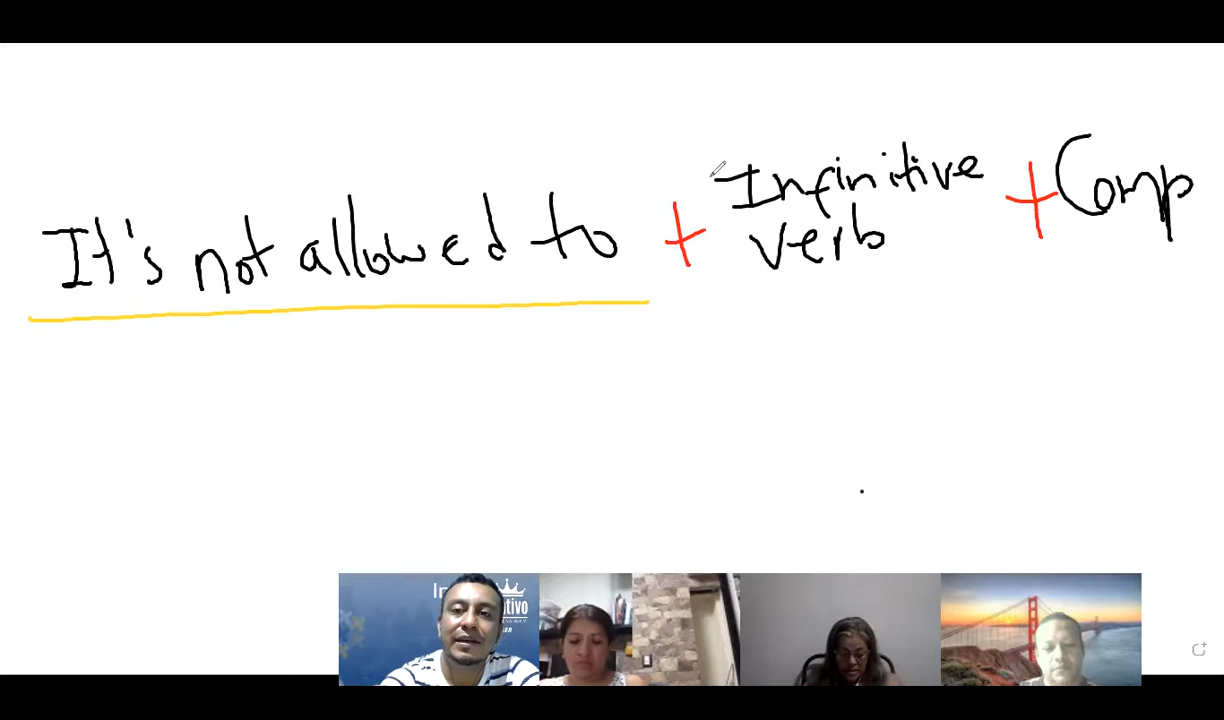 It's not allowed to + Infinitive verb + Comp